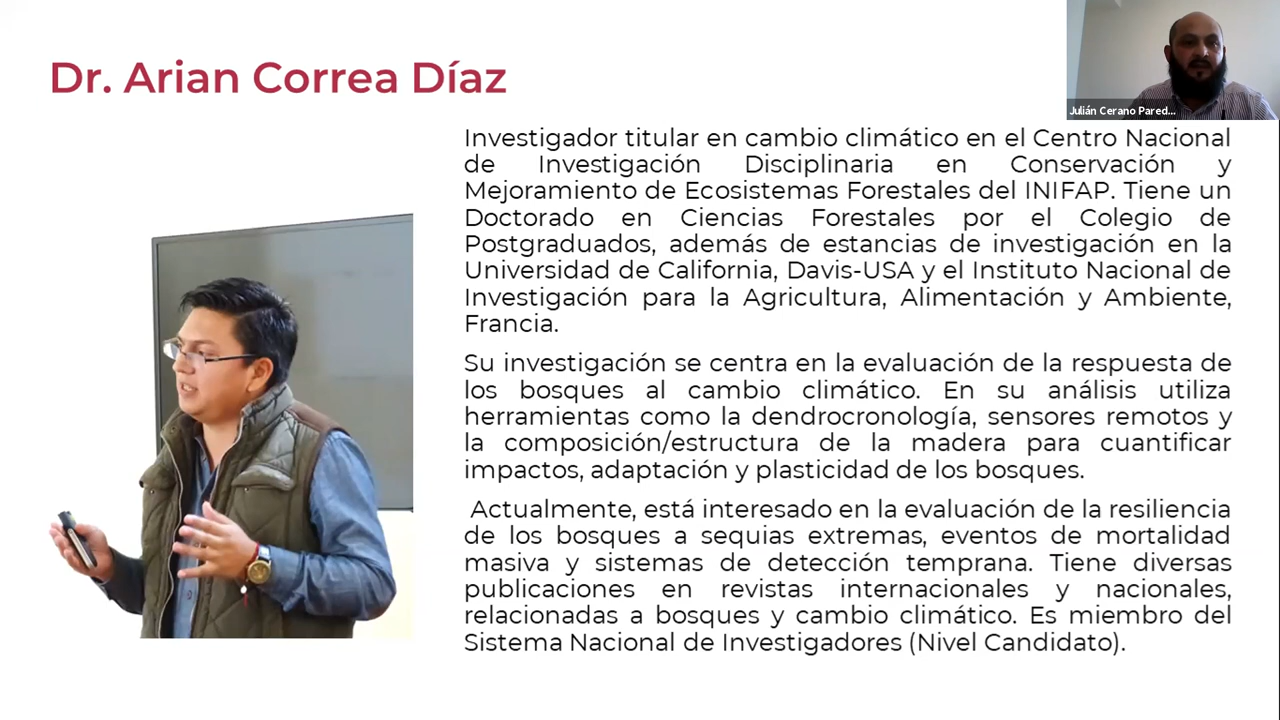 Dr. Arian Correa Díaz
Julián Cerano Pared...
Investigador titular en cambio climático en el Centro Nacional
de Investigación Disciplinaria en Conservación y
Mejoramiento de Ecosistemas Forestales del INIFAP. Tiene un
Doctorado en Ciencias Forestales por el Colegio de
Postgraduados, además de estancias de investigación en la
Universidad de California, Davis-USA y el Instituto Nacional de
Investigación para la Agricultura, Alimentación y Ambiente,
Francia.
Su investigación se centra en la evaluación de la respuesta de
los bosques al cambio climático. En su análisis utiliza
herramientas como la dendrocronología, sensores remotos y
la composición/estructura de la madera para cuantificar
impactos, adaptación y plasticidad de los bosques.
Actualmente, está interesado en la evaluación de la resiliencia
de los bosques a sequias extremas, eventos de mortalidad
masiva y sistemas de detección temprana. Tiene diversas
publicaciones en revistas internacionales y nacionales,
relacionadas a bosques y cambio climático. Es miembro del
Sistema Nacional de Investigadores (Nivel Candidato).